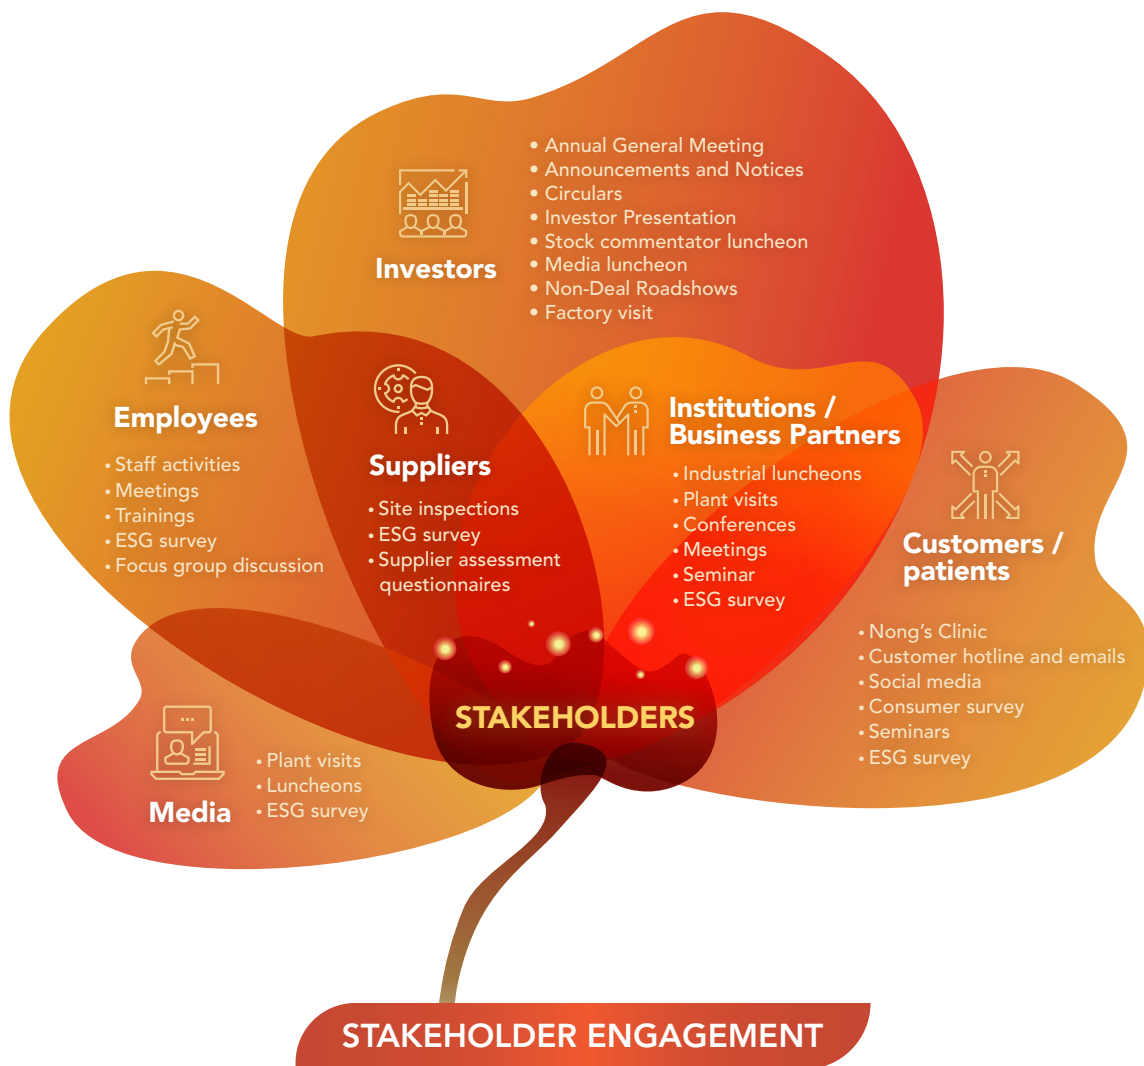 Investors
• Annual General Meeting
• Announcements and Notices
• Circulars
• Investor Presentation
• Stock commentator luncheon
• Media luncheon
• Non-Deal Roadshows
• Factory visit
Employees
• Staff activities
• Meetings
• Trainings
• ESG survey
• Focus group discussion
Suppliers
• Site inspections
• ESG survey
• Supplier assessment
questionnaires
Institutions /
Business Partners
• Industrial luncheons
• Plant visits
• Conferences
• Meetings
• Seminar
• ESG survey
Customers /
patients
• Nong's Clinic
• Customer hotline and emails
• Social media
• Consumer survey
• Seminars
• ESG survey
Media
• Plant visits
• Luncheons
• ESG survey
STAKEHOLDERS
STAKEHOLDER ENGAGEMENT